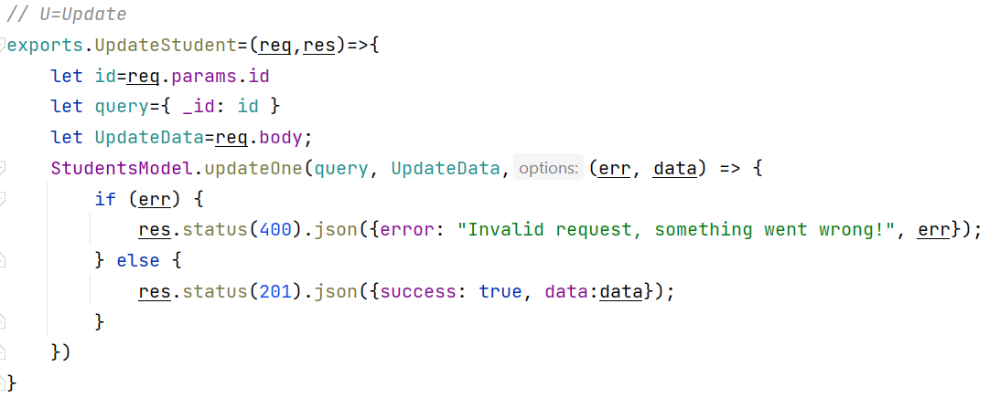 // U=Update
exports.UpdateStudent=(req,res)=>{
    let id=req.params.id
    let query={ _id: id }
    let UpdateData=req.body;
    StudentsModel.updateOne(query, UpdateData, options: (err, data) => {
        if (err) {
            res.status(400).json({error: "Invalid request, something went wrong!", err});
        } else {
            res.status(201).json({success: true, data:data});
        }
    })
}